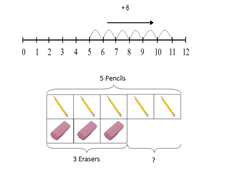 +6
0 1 2 3 4 5 6 7 8 9 10 11 12
5 Pencils
3 Erasers ?